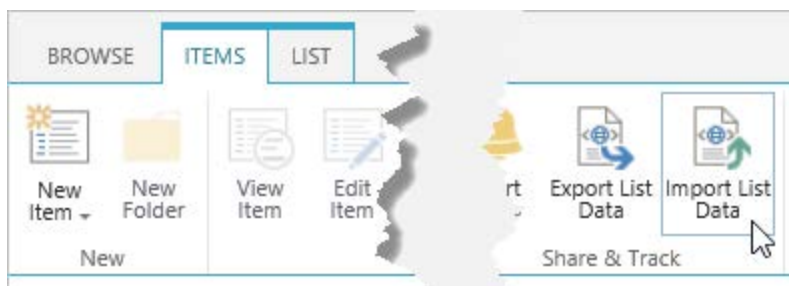 BROWSE ITEMS LIST
New View Edit Export List Import List
New Item Folder Item Item Data Data
New Share & Track